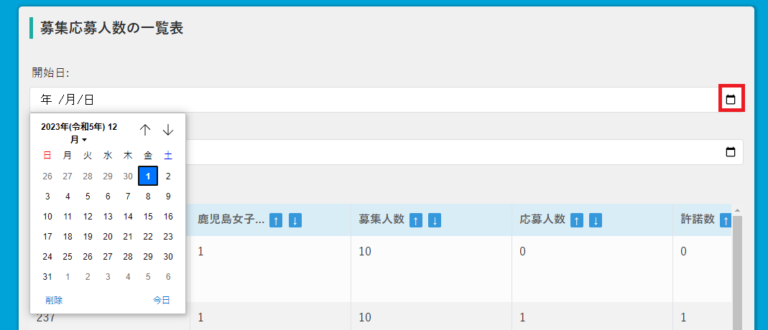 募集応募人数の一覧表
開始日:
年 /月/日
2023年(令和5年) 12
月
日 月 火 水 木 金 土
26 27 28 29 30 1 2
3 4 5 6 7 8 9
10 11 12 13 14 15 16
17 18 19 20 21 22 23
24 25 26 27 28 29 30
31 1 2 3 4 5 6
削除 今日
鹿児島女子... ↑ ↓ 募集人数 ↑ ↓ 応募人数 ↑ ↓ 許諾数 ↑
1 10 0 0
237 1 10 1 1